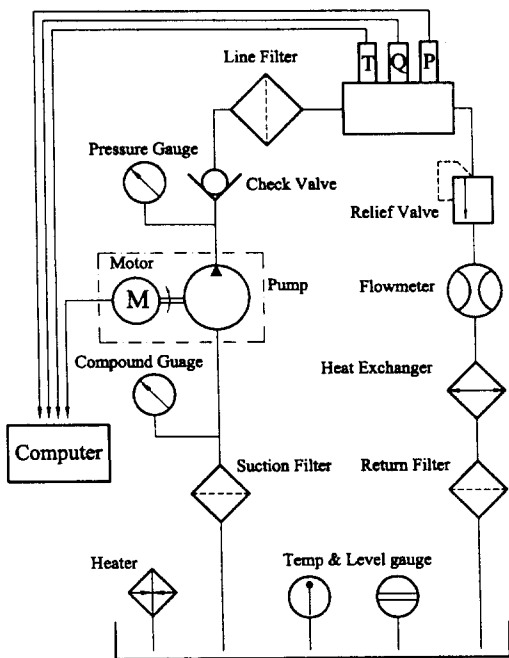 T Q P
Line Filter
Pressure Gauge
Check Valve
Relief Valve
Motor
M
Pump
Flowmeter
Compound Guage
Heat Exchanger
Computer
Suction Filter
Return Filter
Heater
Temp & Level gauge